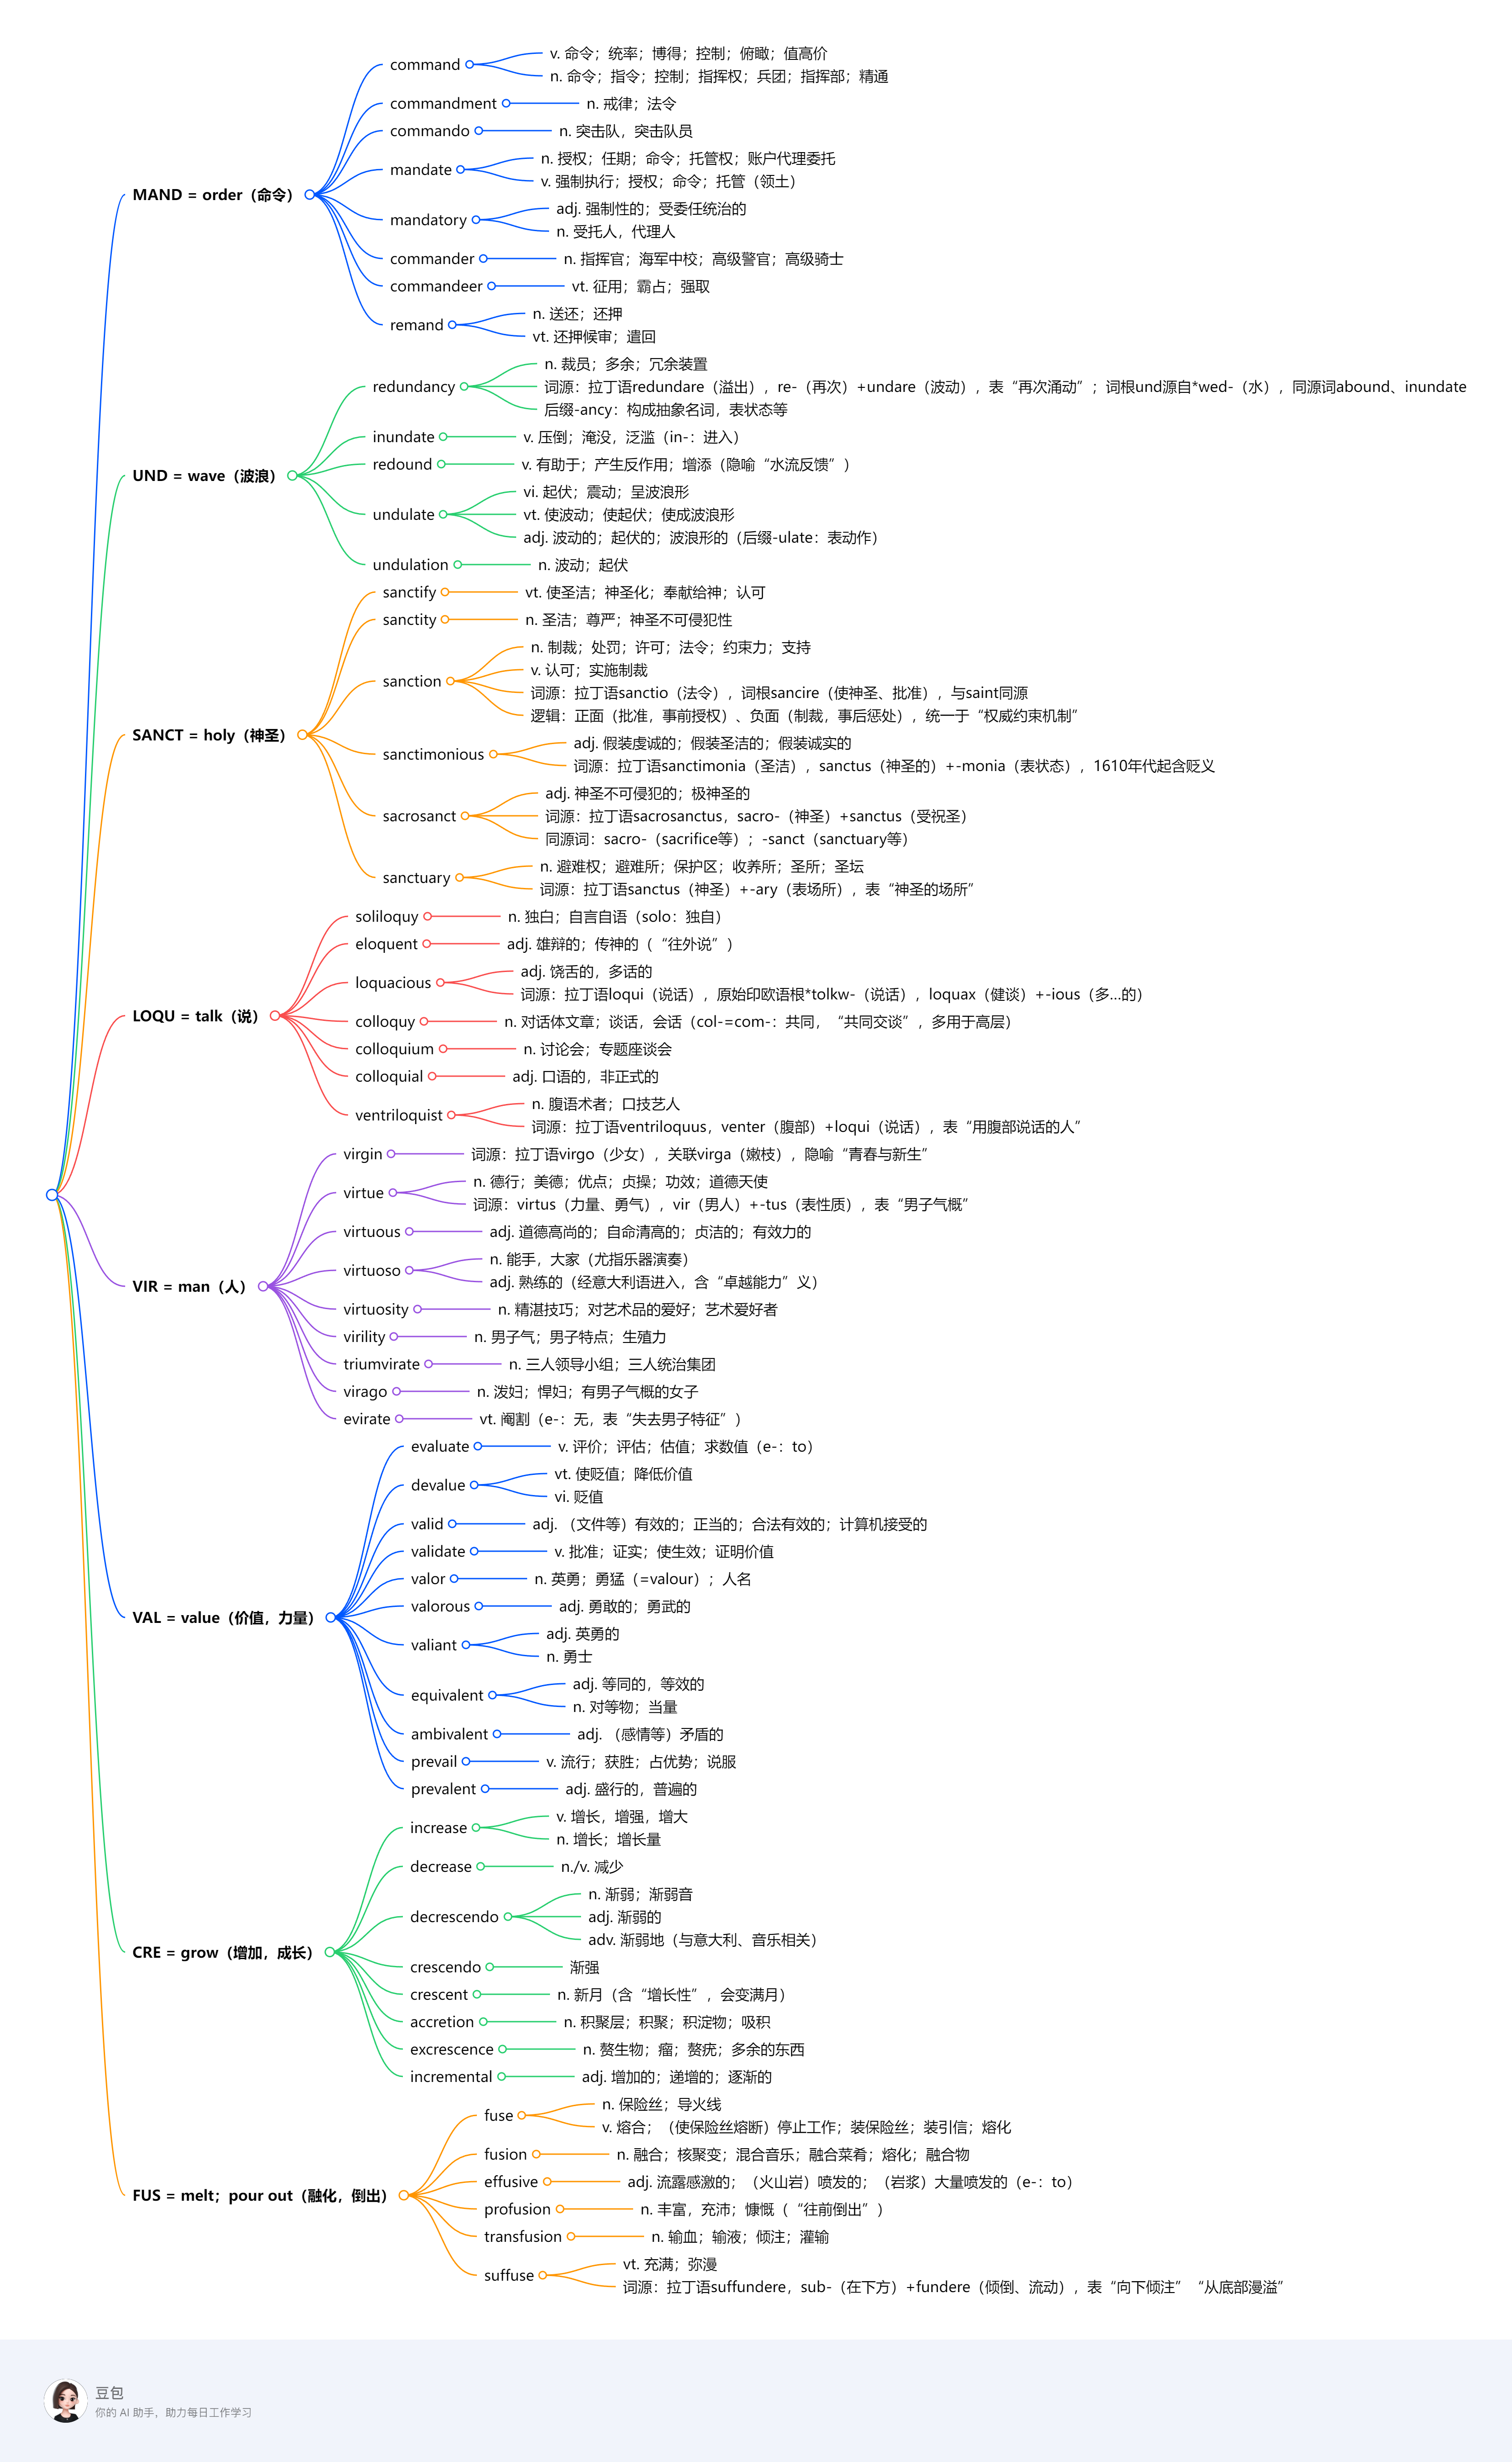 MAND = order（命令）
command
v. 命令；统率；博得；控制；俯瞰；值高价
n. 命令；指令；控制；指挥权；兵团；指挥部；精通
commandment
n. 戒律；法令
commando
n. 突击队，突击队员
mandate
n. 授权；任期；命令；托管权；账户代理委托
v. 强制执行；授权；命令；托管（领土）
mandatory
adj. 强制性的；受委任统治的
n. 受托人，代理人
commander
n. 指挥官；海军中校；高级警官；高级骑士
commandeer
vt. 征用；霸占；强取
remand
n. 送还；还押
vt. 还押候审；遣回
UND = wave（波浪）
redundancy
n. 裁员；多余；冗余装置
词源：拉丁语redundare（溢出），re-（再次）+undare（波动），表“再次涌动”；词根und源自*wed-（水），同源词abound、inundate
后缀-ancy：构成抽象名词，表状态等
inundate
v. 压倒；淹没，泛滥（in-：进入）
redound
v. 有助于；产生反作用；增添（隐喻“水流反馈”）
undulate
vi. 起伏；震动；呈波浪形
vt. 使波动；使起伏；使成波浪形
adj. 波动的；起伏的；波浪形的（后缀-ulate：表动作）
undulation
n. 波动；起伏
SANCT = holy（神圣）
sanctify
vt. 使圣洁；神圣化；奉献给神；认可
sanctity
n. 圣洁；尊严；神圣不可侵犯性
sanction
n. 制裁；处罚；许可；法令；约束力；支持
v. 认可；实施制裁
词源：拉丁语sanctio（法令），词根sancire（使神圣、批准），与saint同源
逻辑：正面（批准，事前授权）、负面（制裁，事后惩处），统一于“权威约束机制”
sanctimonious
adj. 假装虔诚的；假装圣洁的；假装诚实的
词源：拉丁语sanctimonia（圣洁），sanctus（神圣的）+-monia（表状态），1610年代起含贬义
sacrosanct
adj. 神圣不可侵犯的；极神圣的
词源：拉丁语sacrosanctus，sacro-（神圣）+sanctus（受祝圣）
同源词：sacro-（sacrifice等）；-sanct（sanctuary等）
sanctuary
n. 避难权；避难所；保护区；收养所；圣所；圣坛
词源：拉丁语sanctus（神圣）+-ary（表场所），表“神圣的场所”
LOQU = talk（说）
soliloquy
n. 独白；自言自语（solo：独自）
eloquent
adj. 雄辩的；传神的（“往外说”）
loquacious
adj. 饶舌的，多话的
词源：拉丁语loqui（说话），原始印欧语根*tolkw-（说话），loquax（健谈）+-ious（多...的）
colloquy
n. 对话体文章；谈话，会话（col-=com-：共同，“共同交谈”，多用于高层）
colloquium
n. 讨论会；专题座谈会
colloquial
adj. 口语的，非正式的
ventriloquist
n. 腹语术者；口技艺人
词源：拉丁语ventriloquus，venter（腹部）+loqui（说话），表“用腹部说话的人”
VIR = man（人）
virgin
词源：拉丁语virgo（少女），关联virga（嫩枝），隐喻“青春与新生”
virtue
n. 德行；美德；优点；贞操；功效；道德天使
词源：virtus（力量、勇气），vir（男人）+-tus（表性质），表“男子气概”
virtuous
adj. 道德高尚的；自命清高的；贞洁的；有效力的
virtuoso
n. 能手，大家（尤指乐器演奏）
adj. 熟练的（经意大利语进入，含“卓越能力”义）
virtuosity
n. 精湛技巧；对艺术品的爱好；艺术爱好者
virility
n. 男子气；男子特点；生殖力
triumvirate
n. 三人领导小组；三人统治集团
virago
n. 泼妇；悍妇；有男子气概的女子
evirate
vt. 阉割（e-：无，表“失去男子特征”）
VAL = value（价值，力量）
evaluate
v. 评价；评估；估值；求数值（e-：to）
devalue
vt. 使贬值；降低价值
vi. 贬值
valid
adj. （文件等）有效的；正当的；合法有效的；计算机接受的
validate
v. 批准；证实；使生效；证明价值
valor
n. 英勇；勇猛（=valour）；人名
valorous
adj. 勇敢的；勇武的
valiant
adj. 英勇的
n. 勇士
equivalent
adj. 等同的，等效的
n. 对等物；当量
ambivalent
adj. （感情等）矛盾的
prevail
v. 流行；获胜；占优势；说服
prevalent
adj. 盛行的，普遍的
CRE = grow（增加，成长）
increase
v. 增长，增强，增大
n. 增长；增长量
decrease
n./v. 减少
decrescendo
n. 渐弱；渐弱音
adj. 渐弱的
adv. 渐弱地（与意大利、音乐相关）
crescendo
渐强
crescent
n. 新月（含“增长性”，会变满月）
accretion
n. 积聚层；积聚；积淀物；吸积
excrescence
n. 赘生物；瘤；赘疣；多余的东西
incremental
adj. 增加的；递增的；逐渐的
FUS = melt；pour out（融化，倒出）
fuse
n. 保险丝；导火线
v. 熔合；（使保险丝熔断）停止工作；装保险丝；装引信；熔化
fusion
n. 融合；核聚变；混合音乐；融合菜肴；熔化；融合物
effusive
adj. 流露感激的；（火山岩）喷发的；（岩浆）大量喷发的（e-：to）
profusion
n. 丰富，充沛；慷慨（“往前倒出”）
transfusion
n. 输血；输液；倾注；灌输
suffuse
vt. 充满；弥漫
词源：拉丁语suffundere，sub-（在下方）+fundere（倾倒、流动），表“向下倾注”“从底部漫溢”
豆包
你的 AI 助手，助力每日工作学习